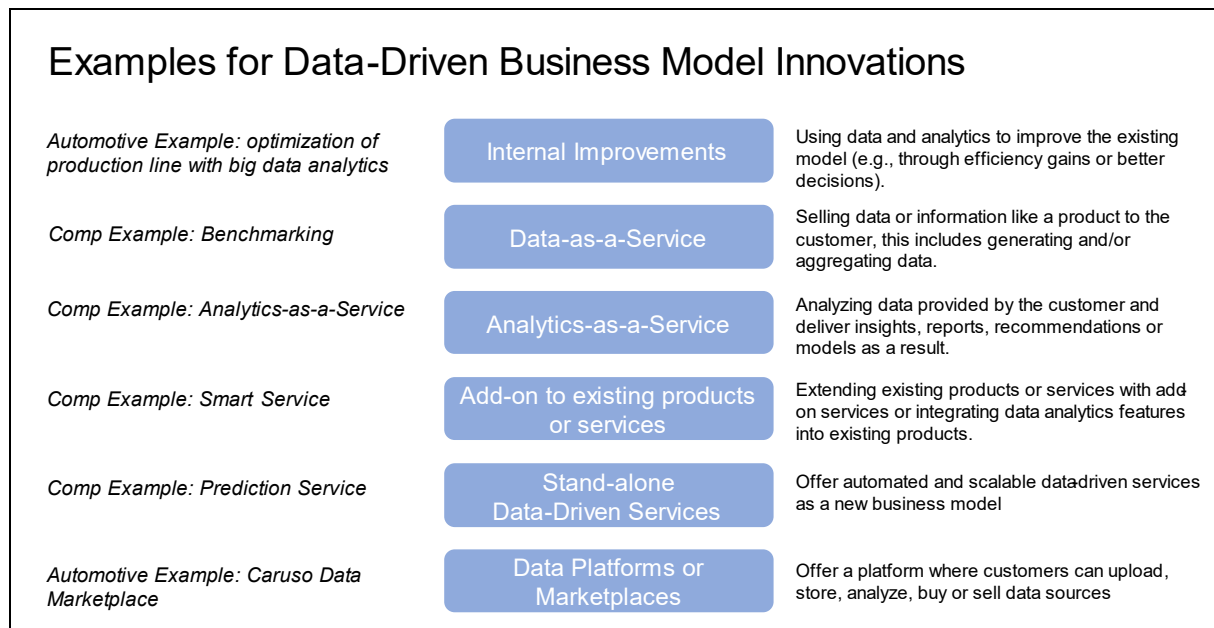 Examples for Data-Driven Business Model Innovations
Automotive Example: optimization of
production line with big data analytics
Internal Improvements
Using data and analytics to improve the existing
model (e.g., through efficiency gains or better
decisions).
Comp Example: Benchmarking
Data-as-a-Service
Selling data or information like a product to the
customer, this includes generating and/or
aggregating data.
Comp Example: Analytics-as-a-Service
Analytics-as-a-Service
Analyzing data provided by the customer and
deliver insights, reports, recommendations or
models as a result.
Comp Example: Smart Service
Add-on to existing products
or services
Extending existing products or services with add-
on services or integrating data analytics features
into existing products.
Comp Example: Prediction Service
Stand-alone
Data-Driven Services
Offer automated and scalable data-driven services
as a new business model
Automotive Example: Caruso Data
Marketplace
Data Platforms or
Marketplaces
Offer a platform where customers can upload,
store, analyze, buy or sell data sources